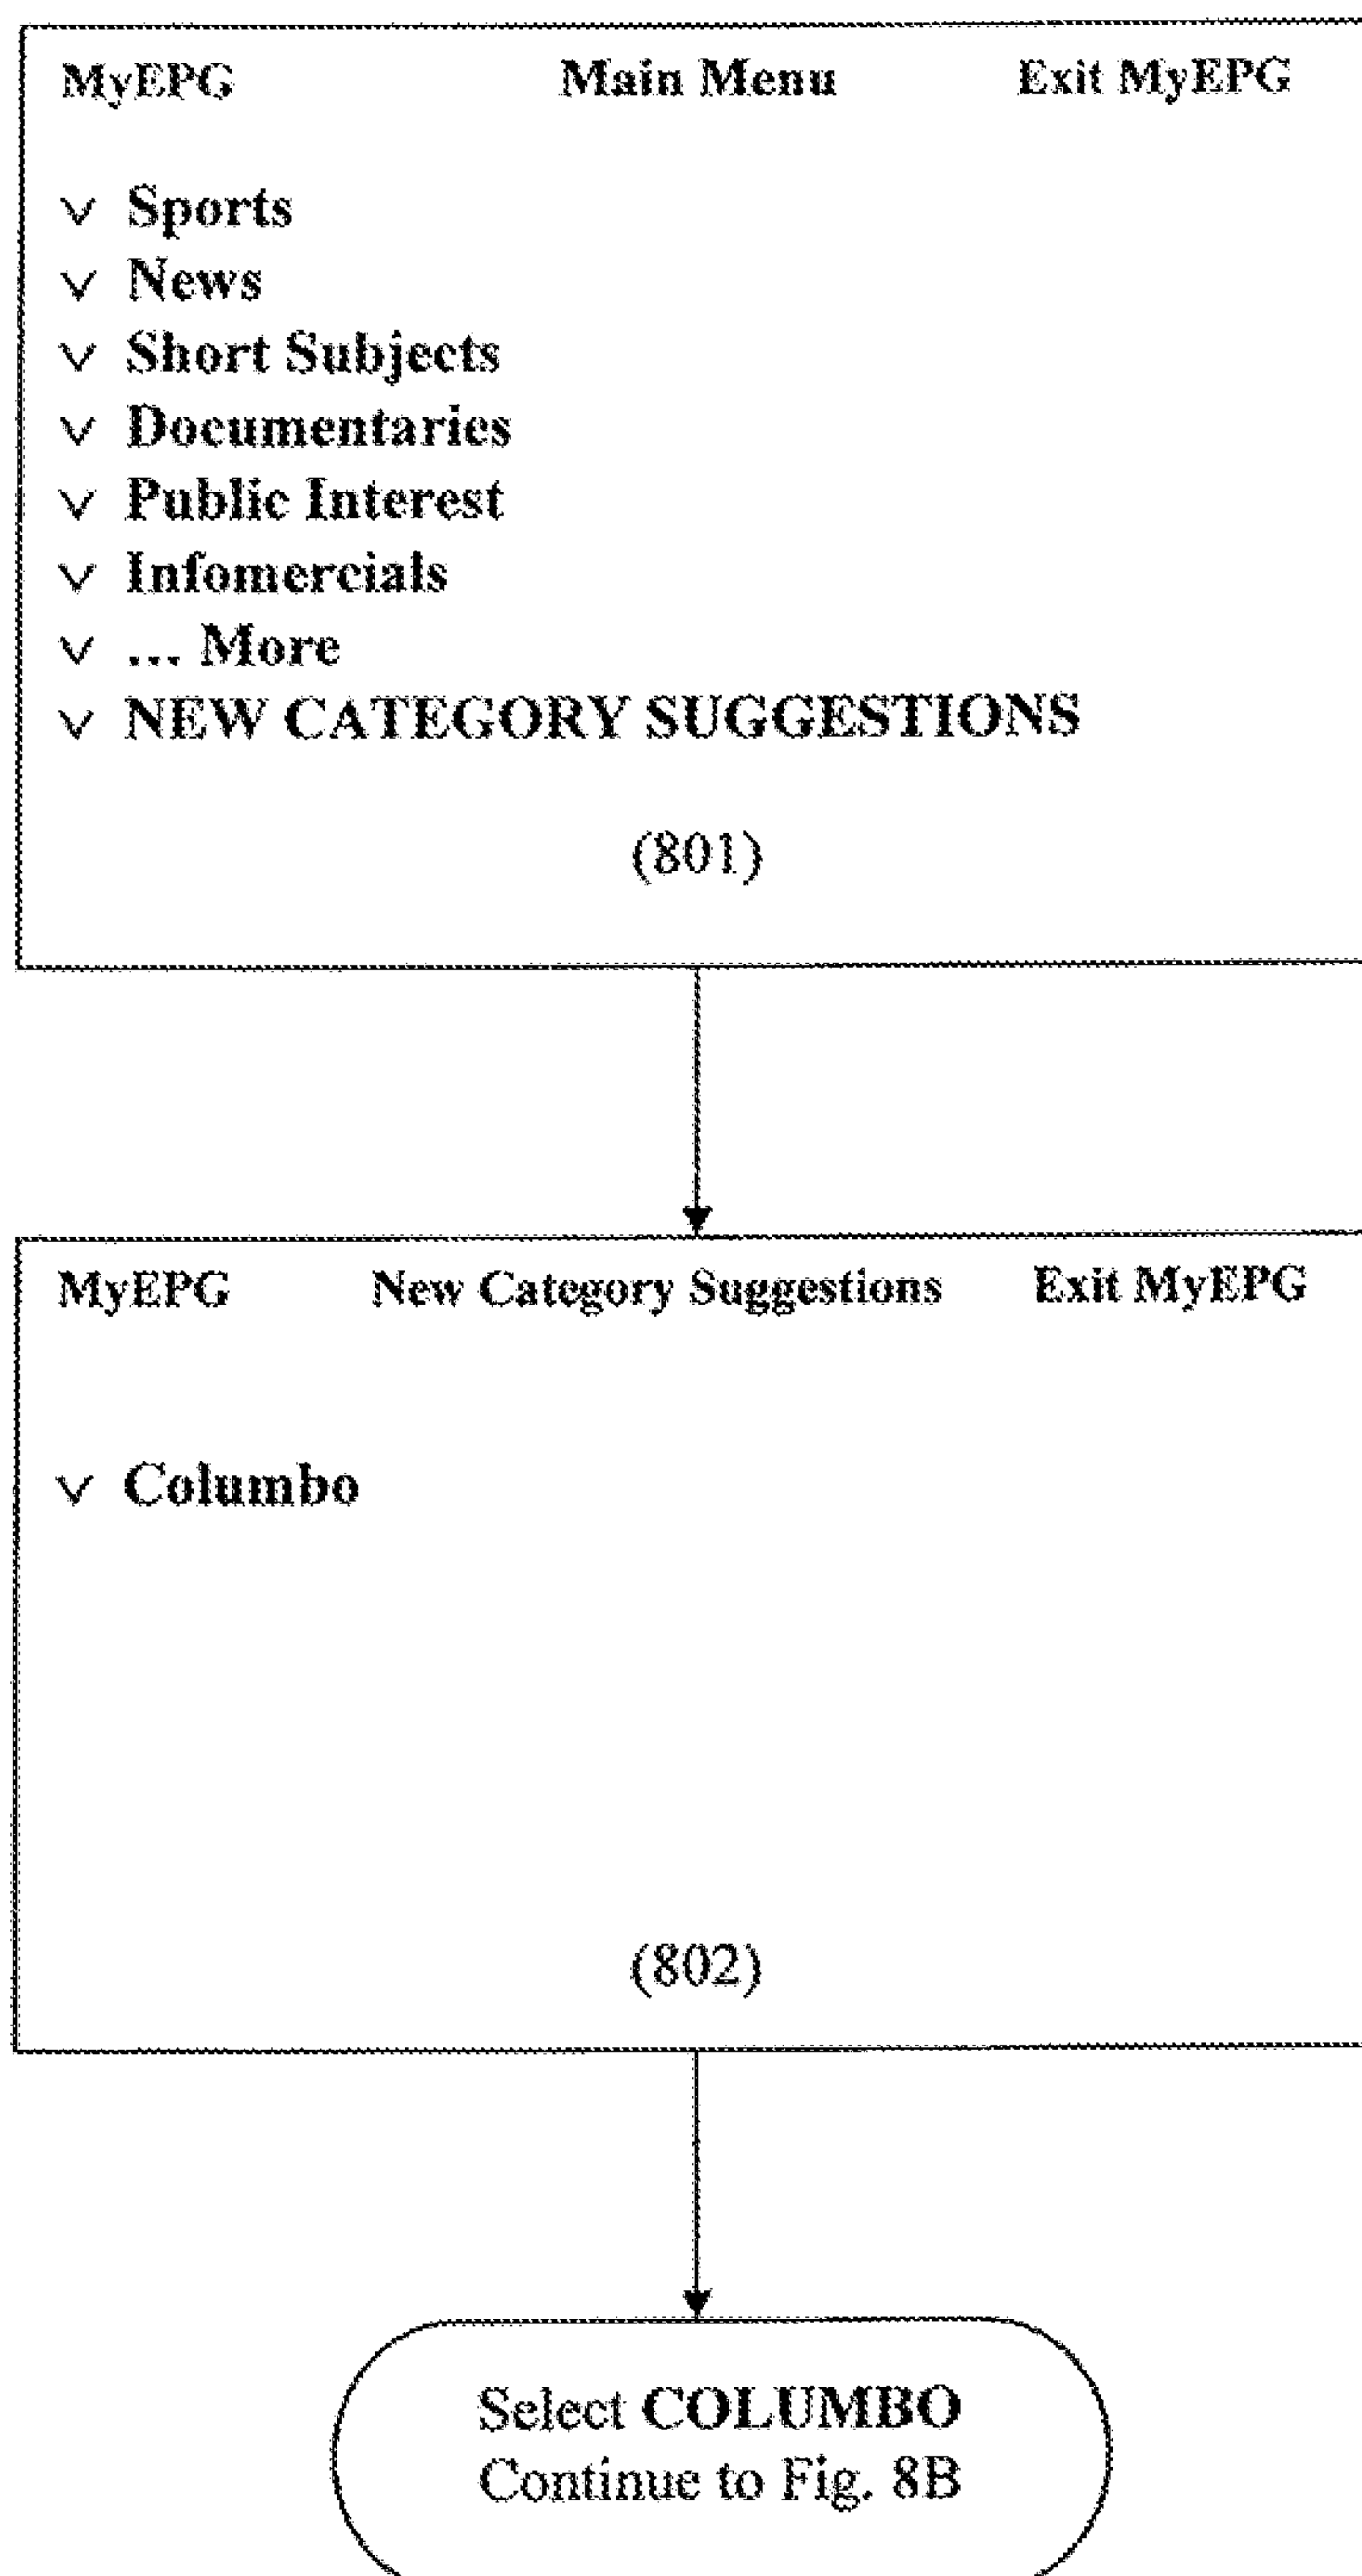 MyEPG Main Menu Exit MyEPG
∨ Sports
∨ News
∨ Short Subjects
∨ Documentaries
∨ Public Interest
∨ Infomercials
∨ ... More
∨ NEW CATEGORY SUGGESTIONS
(801)
MyEPG New Category Suggestions Exit MyEPG
∨ Columbo
(802)
Select COLUMBO
Continue to Fig. 8B